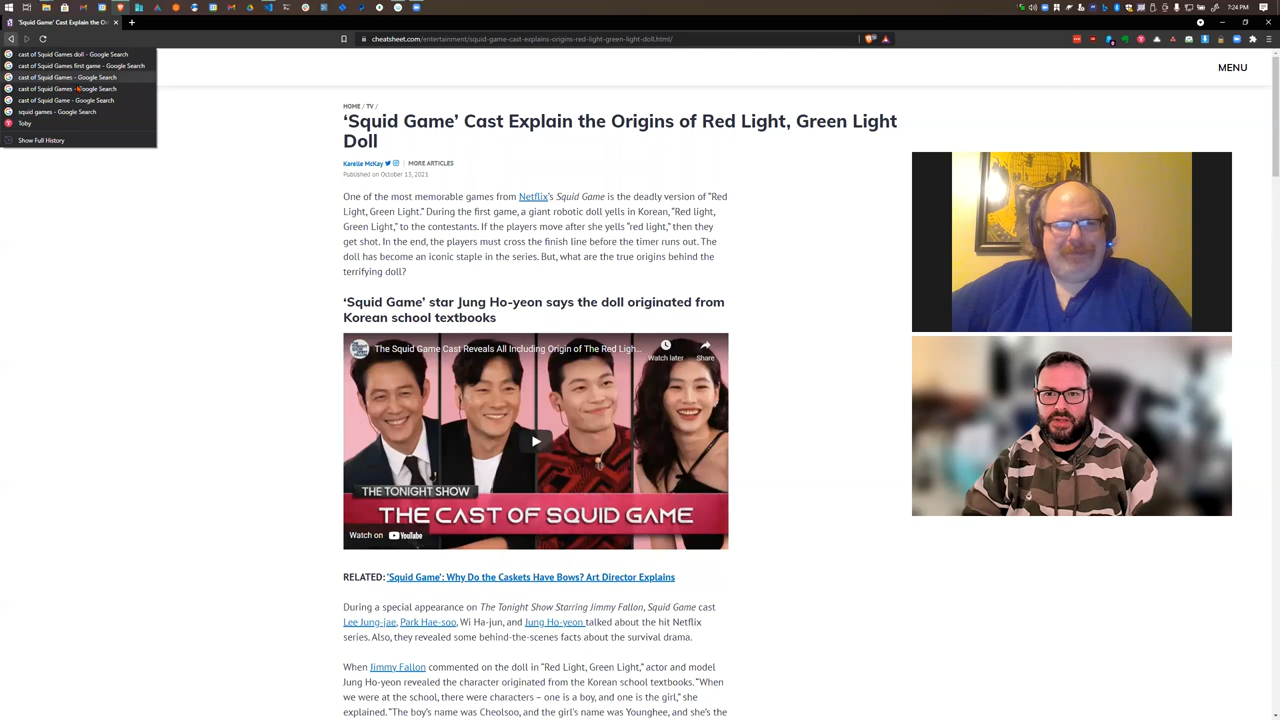 7:24 PM
'Squid Game' Cast Explain the Ori
cheatsheet.com/entertainment/squid-game-cast-explains-origins-red-light-green-light-doll.html/
cast of Squid Games doll - Google Search
cast of Squid Games first game - Google Search
cast of Squid Games - Google Search
cast of Squid Games - Google Search
cast of Squid Game - Google Search
squid games - Google Search
Toby
Show Full History
MENU
HOME / TV /
‘Squid Game’ Cast Explain the Origins of Red Light, Green Light
Doll
Karelle McKay | MORE ARTICLES
Published on October 13, 2021
One of the most memorable games from Netflix’s Squid Game is the deadly version of “Red
Light, Green Light.” During the first game, a giant robotic doll yells in Korean, “Red light,
Green Light,” to the contestants. If the players move after she yells “red light,” then they
get shot. In the end, the players must cross the finish line before the timer runs out. The
doll has become an iconic staple in the series. But, what are the true origins behind the
terrifying doll?
‘Squid Game’ star Jung Ho-yeon says the doll originated from
Korean school textbooks
The Squid Game Cast Reveals All Including Origin of The Red Ligh...
Watch later
Share
THE TONIGHT SHOW
THE CAST OF SQUID GAME
Watch on YouTube
RELATED: ‘Squid Game’: Why Do the Caskets Have Bows? Art Director Explains
During a special appearance on The Tonight Show Starring Jimmy Fallon, Squid Game cast
Lee Jung-jae, Park Hae-soo, Wi Ha-jun, and Jung Ho-yeon talked about the hit Netflix
series. Also, they revealed some behind-the-scenes facts about the survival drama.
When Jimmy Fallon commented on the doll in “Red Light, Green Light,” actor and model
Jung Ho-yeon revealed the character originated from the Korean school textbooks. “When
we were at the school, there were characters – one is a boy, and one is the girl,” she
explained. “The boy’s name was Cheolsoo, and the girl’s name was Younghee, and she’s the